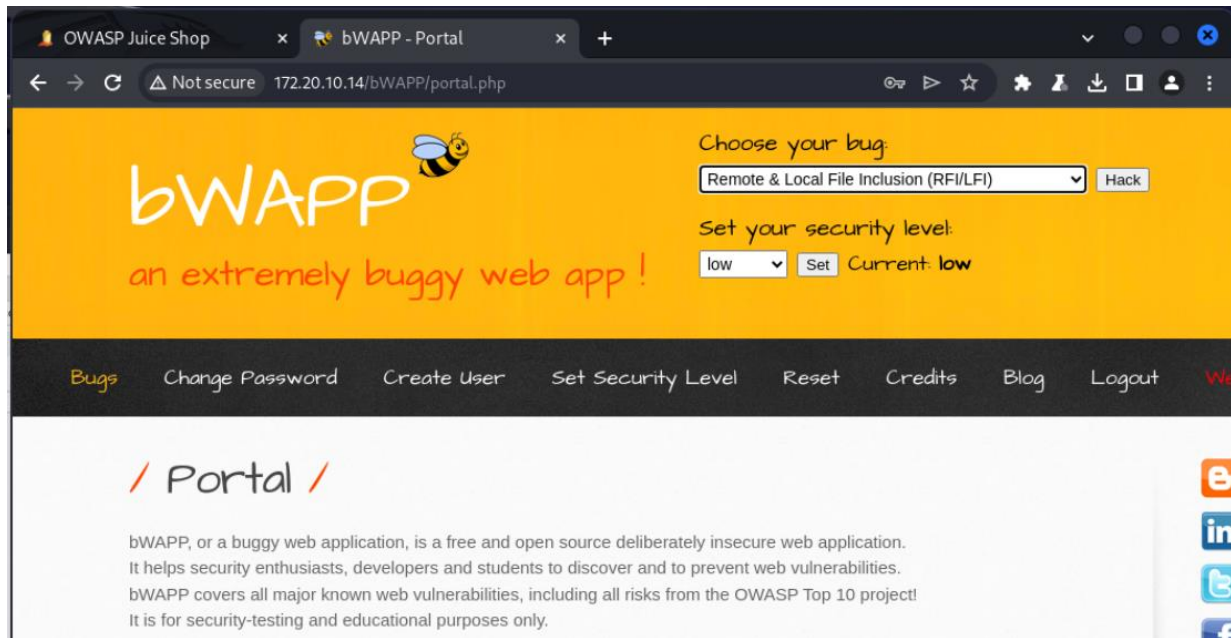 OWASP Juice Shop
bWAPP - Portal
Not secure 172.20.10.14/bWAPP/portal.php
bWAPP
an extremely buggy web app !
Choose your bug:
Remote & Local File Inclusion (RFI/LFI) Hack
Set your security level:
low Set Current: low
Bugs Change Password Create User Set Security Level Reset Credits Blog Logout We
/ Portal /
bWAPP, or a buggy web application, is a free and open source deliberately insecure web application.
It helps security enthusiasts, developers and students to discover and to prevent web vulnerabilities.
bWAPP covers all major known web vulnerabilities, including all risks from the OWASP Top 10 project!
It is for security-testing and educational purposes only.
in